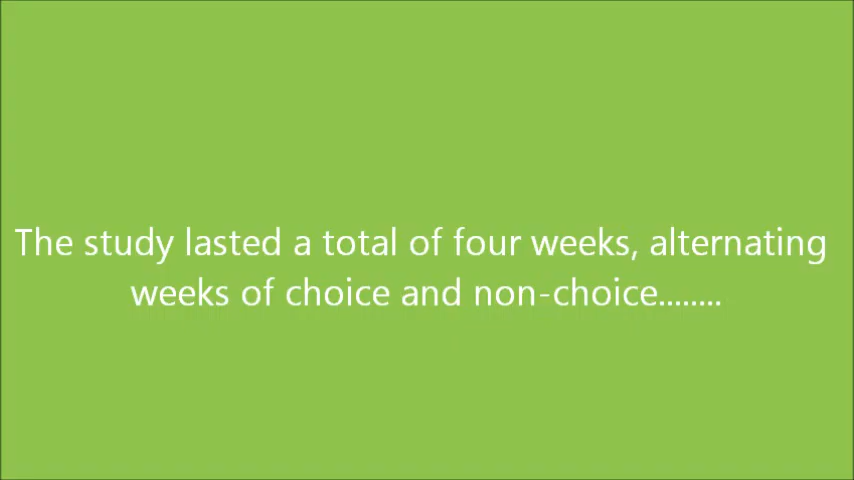 The study lasted a total of four weeks, alternating
weeks of choice and non-choice........